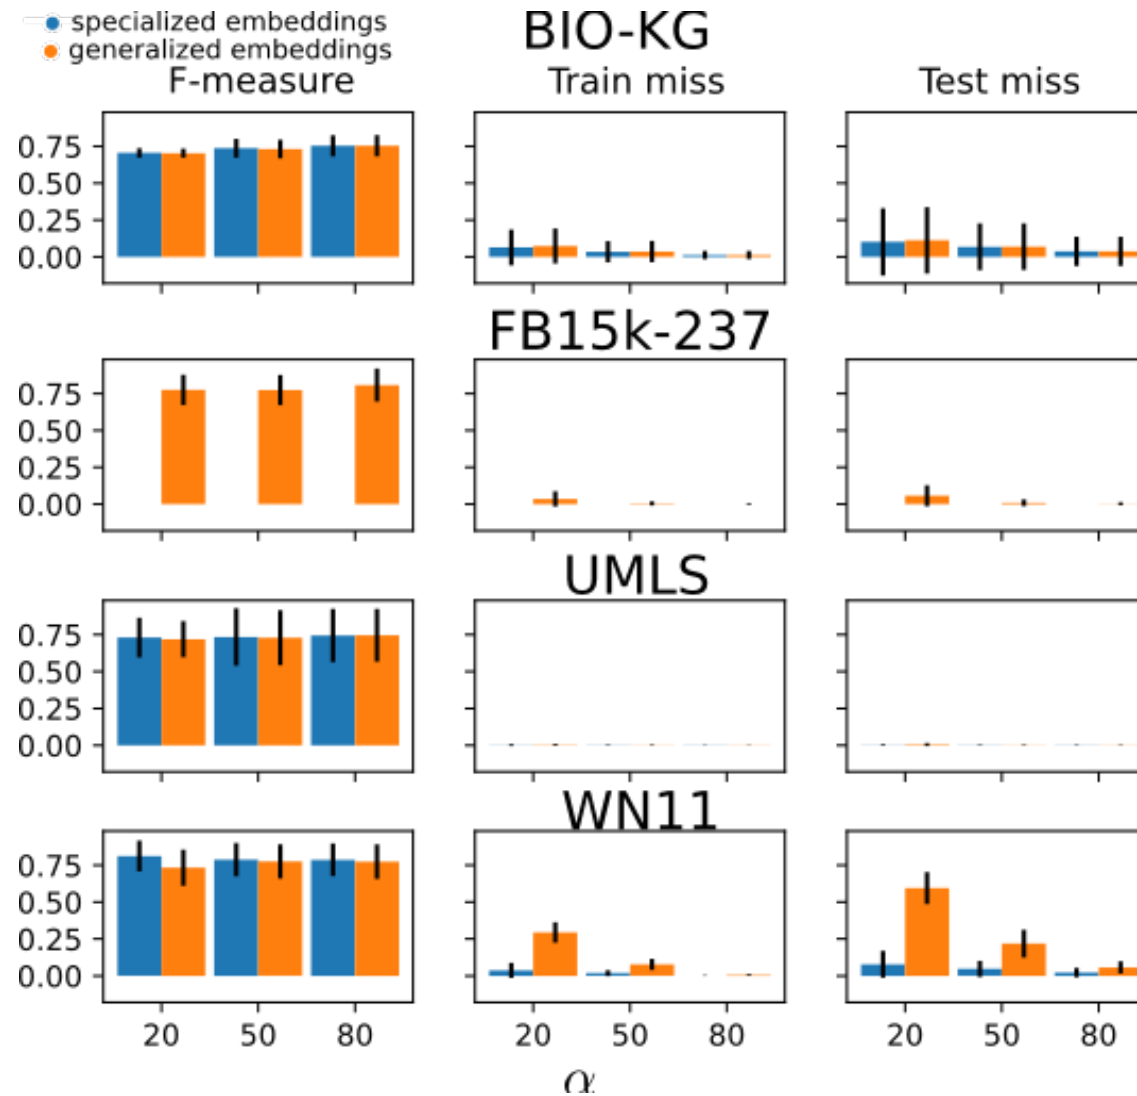 specialized embeddings
generalized embeddings
BIO-KG
F-measure Train miss Test miss
0.75
0.50
0.25
0.00
FB15k-237
0.75
0.50
0.25
0.00
UMLS
0.75
0.50
0.25
0.00
WN11
0.75
0.50
0.25
0.00
20 50 80 20 50 80 20 50 80
α